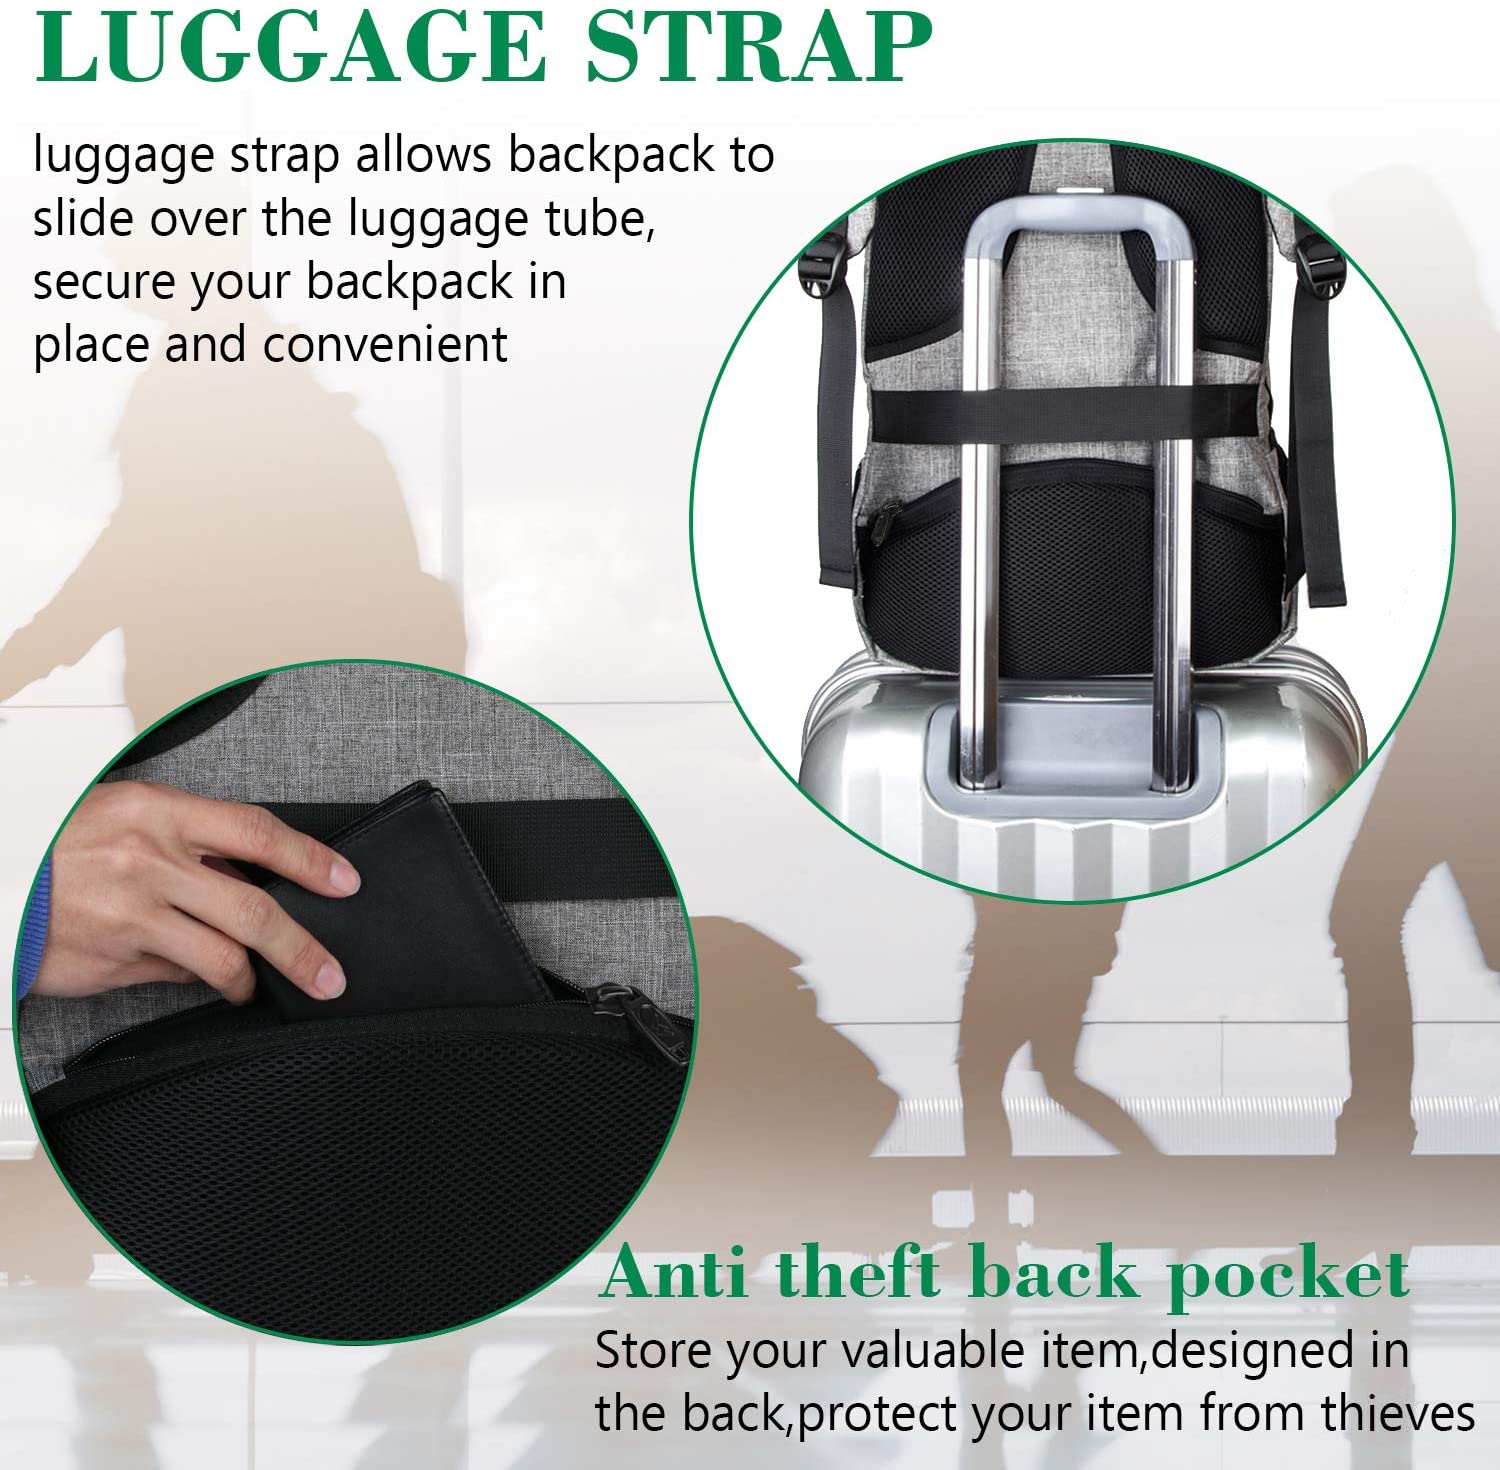 LUGGAGE STRAP
luggage strap allows backpack to
slide over the luggage tube,
secure your backpack in
place and convenient
Anti theft back pocket
Store your valuable item,designed in
the back,protect your item from thieves